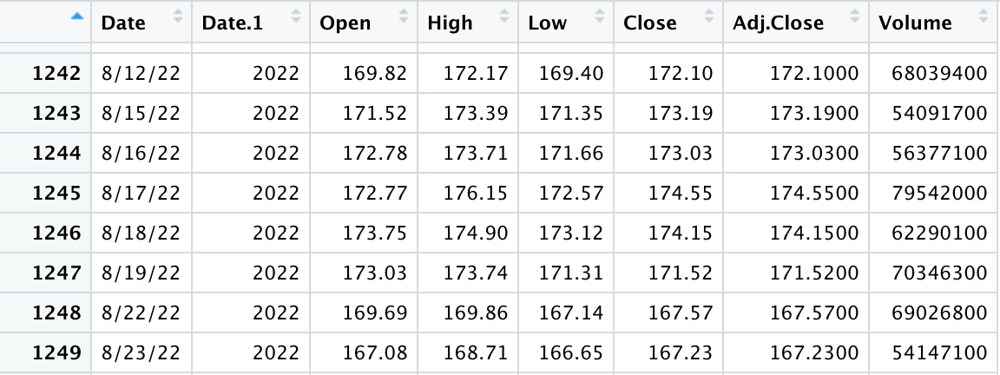 Date Date.1 Open High Low Close Adj.Close Volume
1242 8/12/22 2022 169.82 172.17 169.40 172.10 172.1000 68039400
1243 8/15/22 2022 171.52 173.39 171.35 173.19 173.1900 54091700
1244 8/16/22 2022 172.78 173.71 171.66 173.03 173.0300 56377100
1245 8/17/22 2022 172.77 176.15 172.57 174.55 174.5500 79542000
1246 8/18/22 2022 173.75 174.90 173.12 174.15 174.1500 62290100
1247 8/19/22 2022 173.03 173.74 171.31 171.52 171.5200 70346300
1248 8/22/22 2022 169.69 169.86 167.14 167.57 167.5700 69026800
1249 8/23/22 2022 167.08 168.71 166.65 167.23 167.2300 54147100